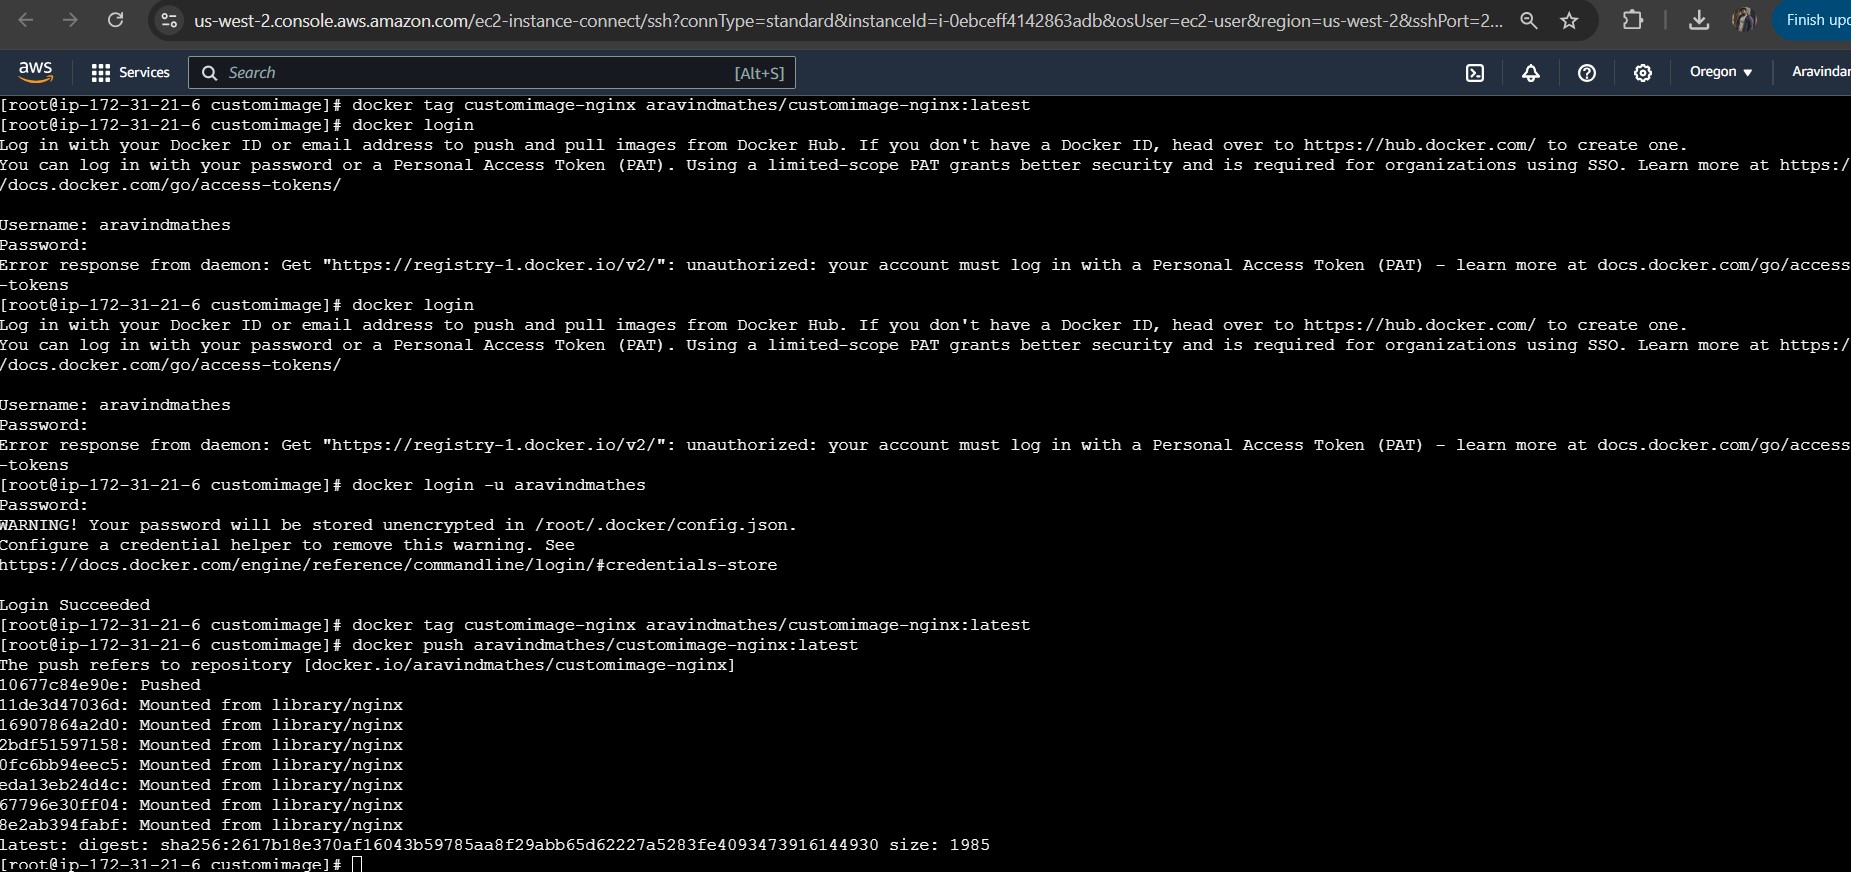 us-west-2.console.aws.amazon.com/ec2-instance-connect/ssh?connType=standard&instanceId=i-0ebceff4142863adb&osUser=ec2-user&region=us-west-2&sshPort=2...
Finish upd
aws
Services
Search
[Alt+S]
Oregon
Aravindar
[root@ip-172-31-21-6 customimage]# docker tag customimage-nginx aravindmathes/customimage-nginx:latest
[root@ip-172-31-21-6 customimage]# docker login
Log in with your Docker ID or email address to push and pull images from Docker Hub. If you don't have a Docker ID, head over to https://hub.docker.com/ to create one.
You can log in with your password or a Personal Access Token (PAT). Using a limited-scope PAT grants better security and is required for organizations using SSO. Learn more at https:/
/docs.docker.com/go/access-tokens/
Username: aravindmathes
Password:
Error response from daemon: Get "https://registry-1.docker.io/v2/": unauthorized: your account must log in with a Personal Access Token (PAT) - learn more at docs.docker.com/go/access
-tokens
[root@ip-172-31-21-6 customimage]# docker login
Log in with your Docker ID or email address to push and pull images from Docker Hub. If you don't have a Docker ID, head over to https://hub.docker.com/ to create one.
You can log in with your password or a Personal Access Token (PAT). Using a limited-scope PAT grants better security and is required for organizations using SSO. Learn more at https:/
/docs.docker.com/go/access-tokens/
Username: aravindmathes
Password:
Error response from daemon: Get "https://registry-1.docker.io/v2/": unauthorized: your account must log in with a Personal Access Token (PAT) - learn more at docs.docker.com/go/access
-tokens
[root@ip-172-31-21-6 customimage]# docker login -u aravindmathes
Password:
WARNING! Your password will be stored unencrypted in /root/.docker/config.json.
Configure a credential helper to remove this warning. See
https://docs.docker.com/engine/reference/commandline/login/#credentials-store
Login Succeeded
[root@ip-172-31-21-6 customimage]# docker tag customimage-nginx aravindmathes/customimage-nginx:latest
[root@ip-172-31-21-6 customimage]# docker push aravindmathes/customimage-nginx:latest
The push refers to repository [docker.io/aravindmathes/customimage-nginx]
10677c84e90e: Pushed
11de3d47036d: Mounted from library/nginx
16907864a2d0: Mounted from library/nginx
2bdf51597158: Mounted from library/nginx
0fc6bb94eec5: Mounted from library/nginx
eda13eb24d4c: Mounted from library/nginx
67796e30ff04: Mounted from library/nginx
8e2ab394fabf: Mounted from library/nginx
latest: digest: sha256:2617b18e370af16043b59785aa8f29abb65d62227a5283fe4093473916144930 size: 1985
[root@ip-172-31-21-6 customimage]#